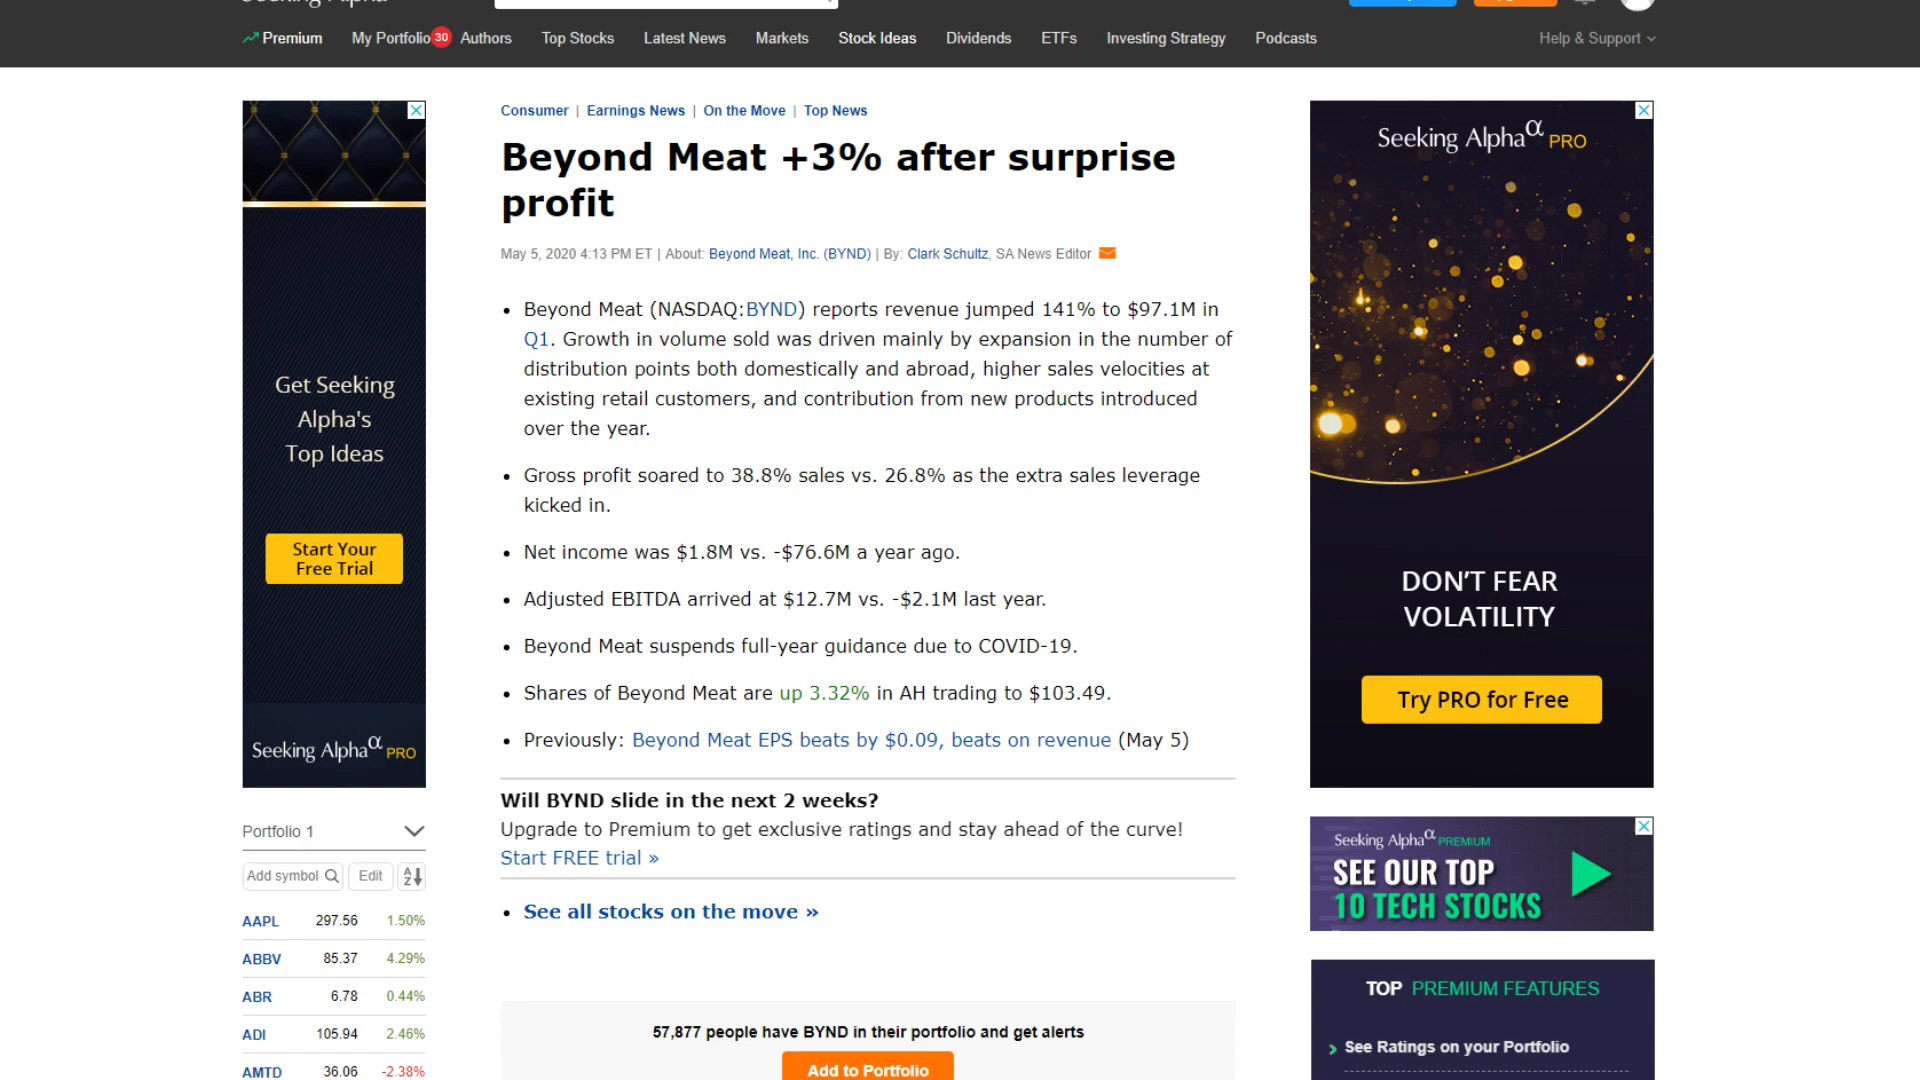 Premium My Portfolio 30 Authors Top Stocks Latest News Markets Stock Ideas Dividends ETFs Investing Strategy Podcasts Help & Support
Consumer | Earnings News | On the Move | Top News
Beyond Meat +3% after surprise
profit
May 5, 2020 4:13 PM ET | About: Beyond Meat, Inc. (BYND) | By: Clark Schultz, SA News Editor
• Beyond Meat (NASDAQ:BYND) reports revenue jumped 141% to $97.1M in
Q1. Growth in volume sold was driven mainly by expansion in the number of
distribution points both domestically and abroad, higher sales velocities at
existing retail customers, and contribution from new products introduced
over the year.
• Gross profit soared to 38.8% sales vs. 26.8% as the extra sales leverage
kicked in.
• Net income was $1.8M vs. -$76.6M a year ago.
• Adjusted EBITDA arrived at $12.7M vs. -$2.1M last year.
• Beyond Meat suspends full-year guidance due to COVID-19.
• Shares of Beyond Meat are up 3.32% in AH trading to $103.49.
• Previously: Beyond Meat EPS beats by $0.09, beats on revenue (May 5)
Will BYND slide in the next 2 weeks?
Upgrade to Premium to get exclusive ratings and stay ahead of the curve!
Start FREE trial »
• See all stocks on the move »
57,877 people have BYND in their portfolio and get alerts
Add to Portfolio
Get Seeking
Alpha's
Top Ideas
Start Your
Free Trial
Seeking Alpha α PRO
Portfolio 1
Add symbol Edit
AAPL 297.56 1.50%
ABBV 85.37 4.29%
ABR 6.78 0.44%
ADI 105.94 2.46%
AMTD 36.06 -2.38%
Seeking Alpha α PRO
DON'T FEAR
VOLATILITY
Try PRO for Free
Seeking Alpha α PREMIUM
SEE OUR TOP
10 TECH STOCKS
TOP PREMIUM FEATURES
See Ratings on your Portfolio